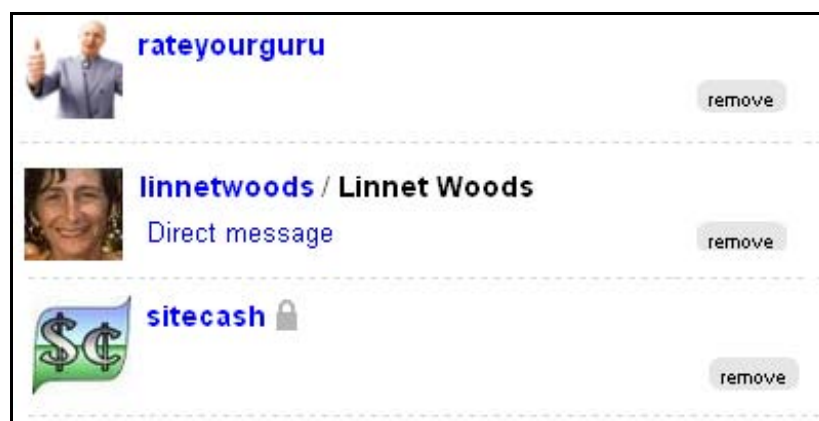 rateyourguru
remove
linnetwoods / Linnet Woods
Direct message
remove
sitecash
$¢
remove